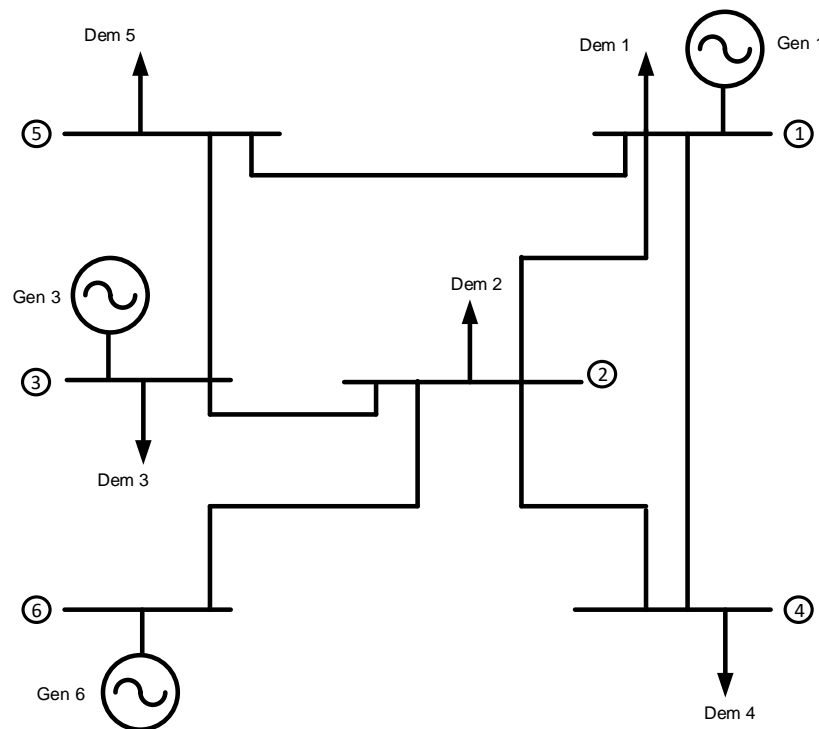 Dem 5
Dem 1
Gen 1
5
1
Gen 3
Dem 2
3
2
Dem 3
6
4
Gen 6
Dem 4